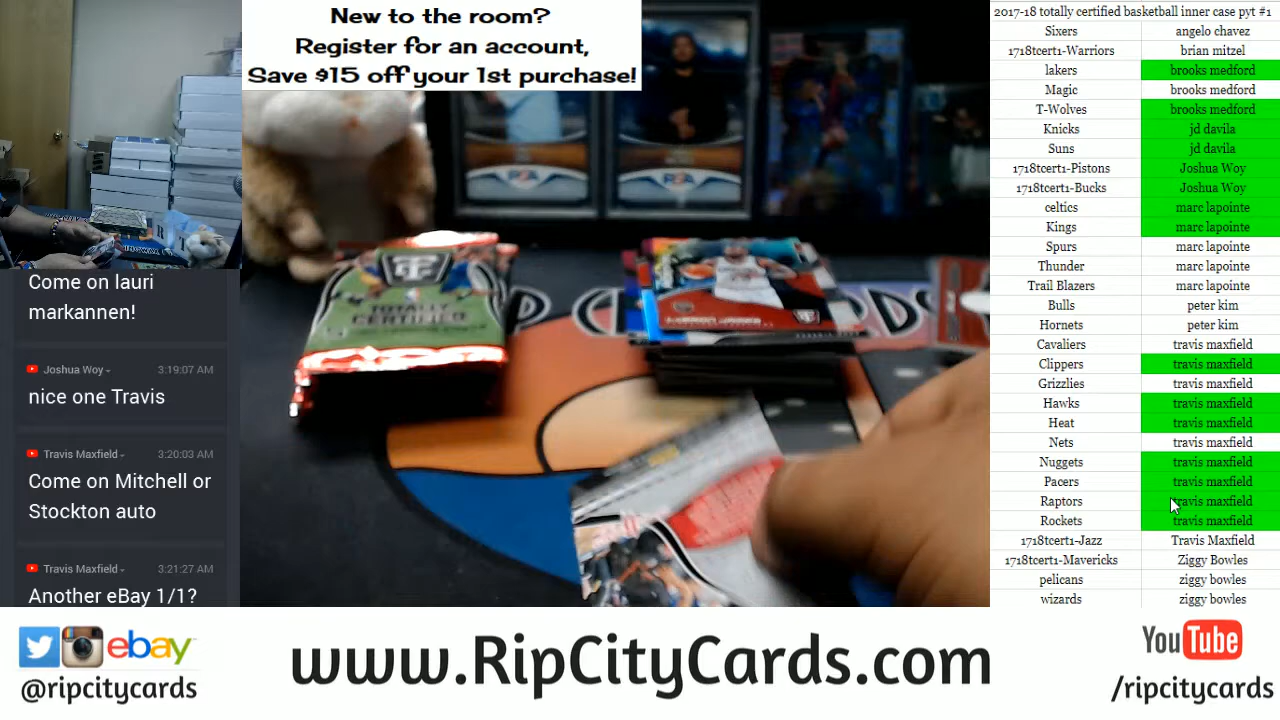 New to the room?
Register for an account,
Save $15 off your 1st purchase!
Come on lauri
markannen!
Joshua Woy 3:19:07 AM
nice one Travis
Travis Maxfield 3:20:03 AM
Come on Mitchell or
Stockton auto
Travis Maxfield 3:21:27 AM
Another eBay 1/1?
TOTALLY
CERTIFIED
2017-18 totally certified basketball inner case pyt #1
Sixers angelo chavez
1718tcert1-Warriors brian mitzel
lakers brooks medford
Magic brooks medford
T-Wolves brooks medford
Knicks jd davila
Suns jd davila
1718tcert1-Pistons Joshua Woy
1718tcert1-Bucks Joshua Woy
celtics marc lapointe
Kings marc lapointe
Spurs marc lapointe
Thunder marc lapointe
Trail Blazers marc lapointe
Bulls peter kim
Hornets peter kim
Cavaliers travis maxfield
Clippers travis maxfield
Grizzlies travis maxfield
Hawks travis maxfield
Heat travis maxfield
Nets travis maxfield
Nuggets travis maxfield
Pacers travis maxfield
Raptors travis maxfield
Rockets travis maxfield
1718tcert1-Jazz Travis Maxfield
1718tcert1-Mavericks Ziggy Bowles
pelicans ziggy bowles
wizards ziggy bowles
ebay
@ripcitycards
www.RipCityCards.com
YouTube
/ripcitycards